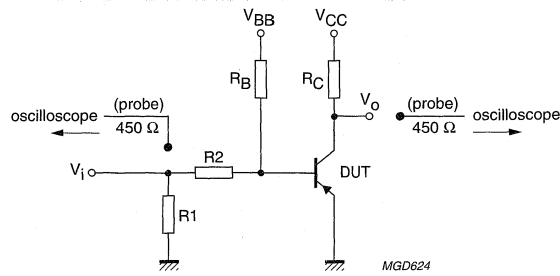 V_BB V_CC
R_B R_C
(probe) V_o (probe)
oscilloscope 450 Ω 450 Ω oscilloscope
V_i R2 DUT
R1
MGD624